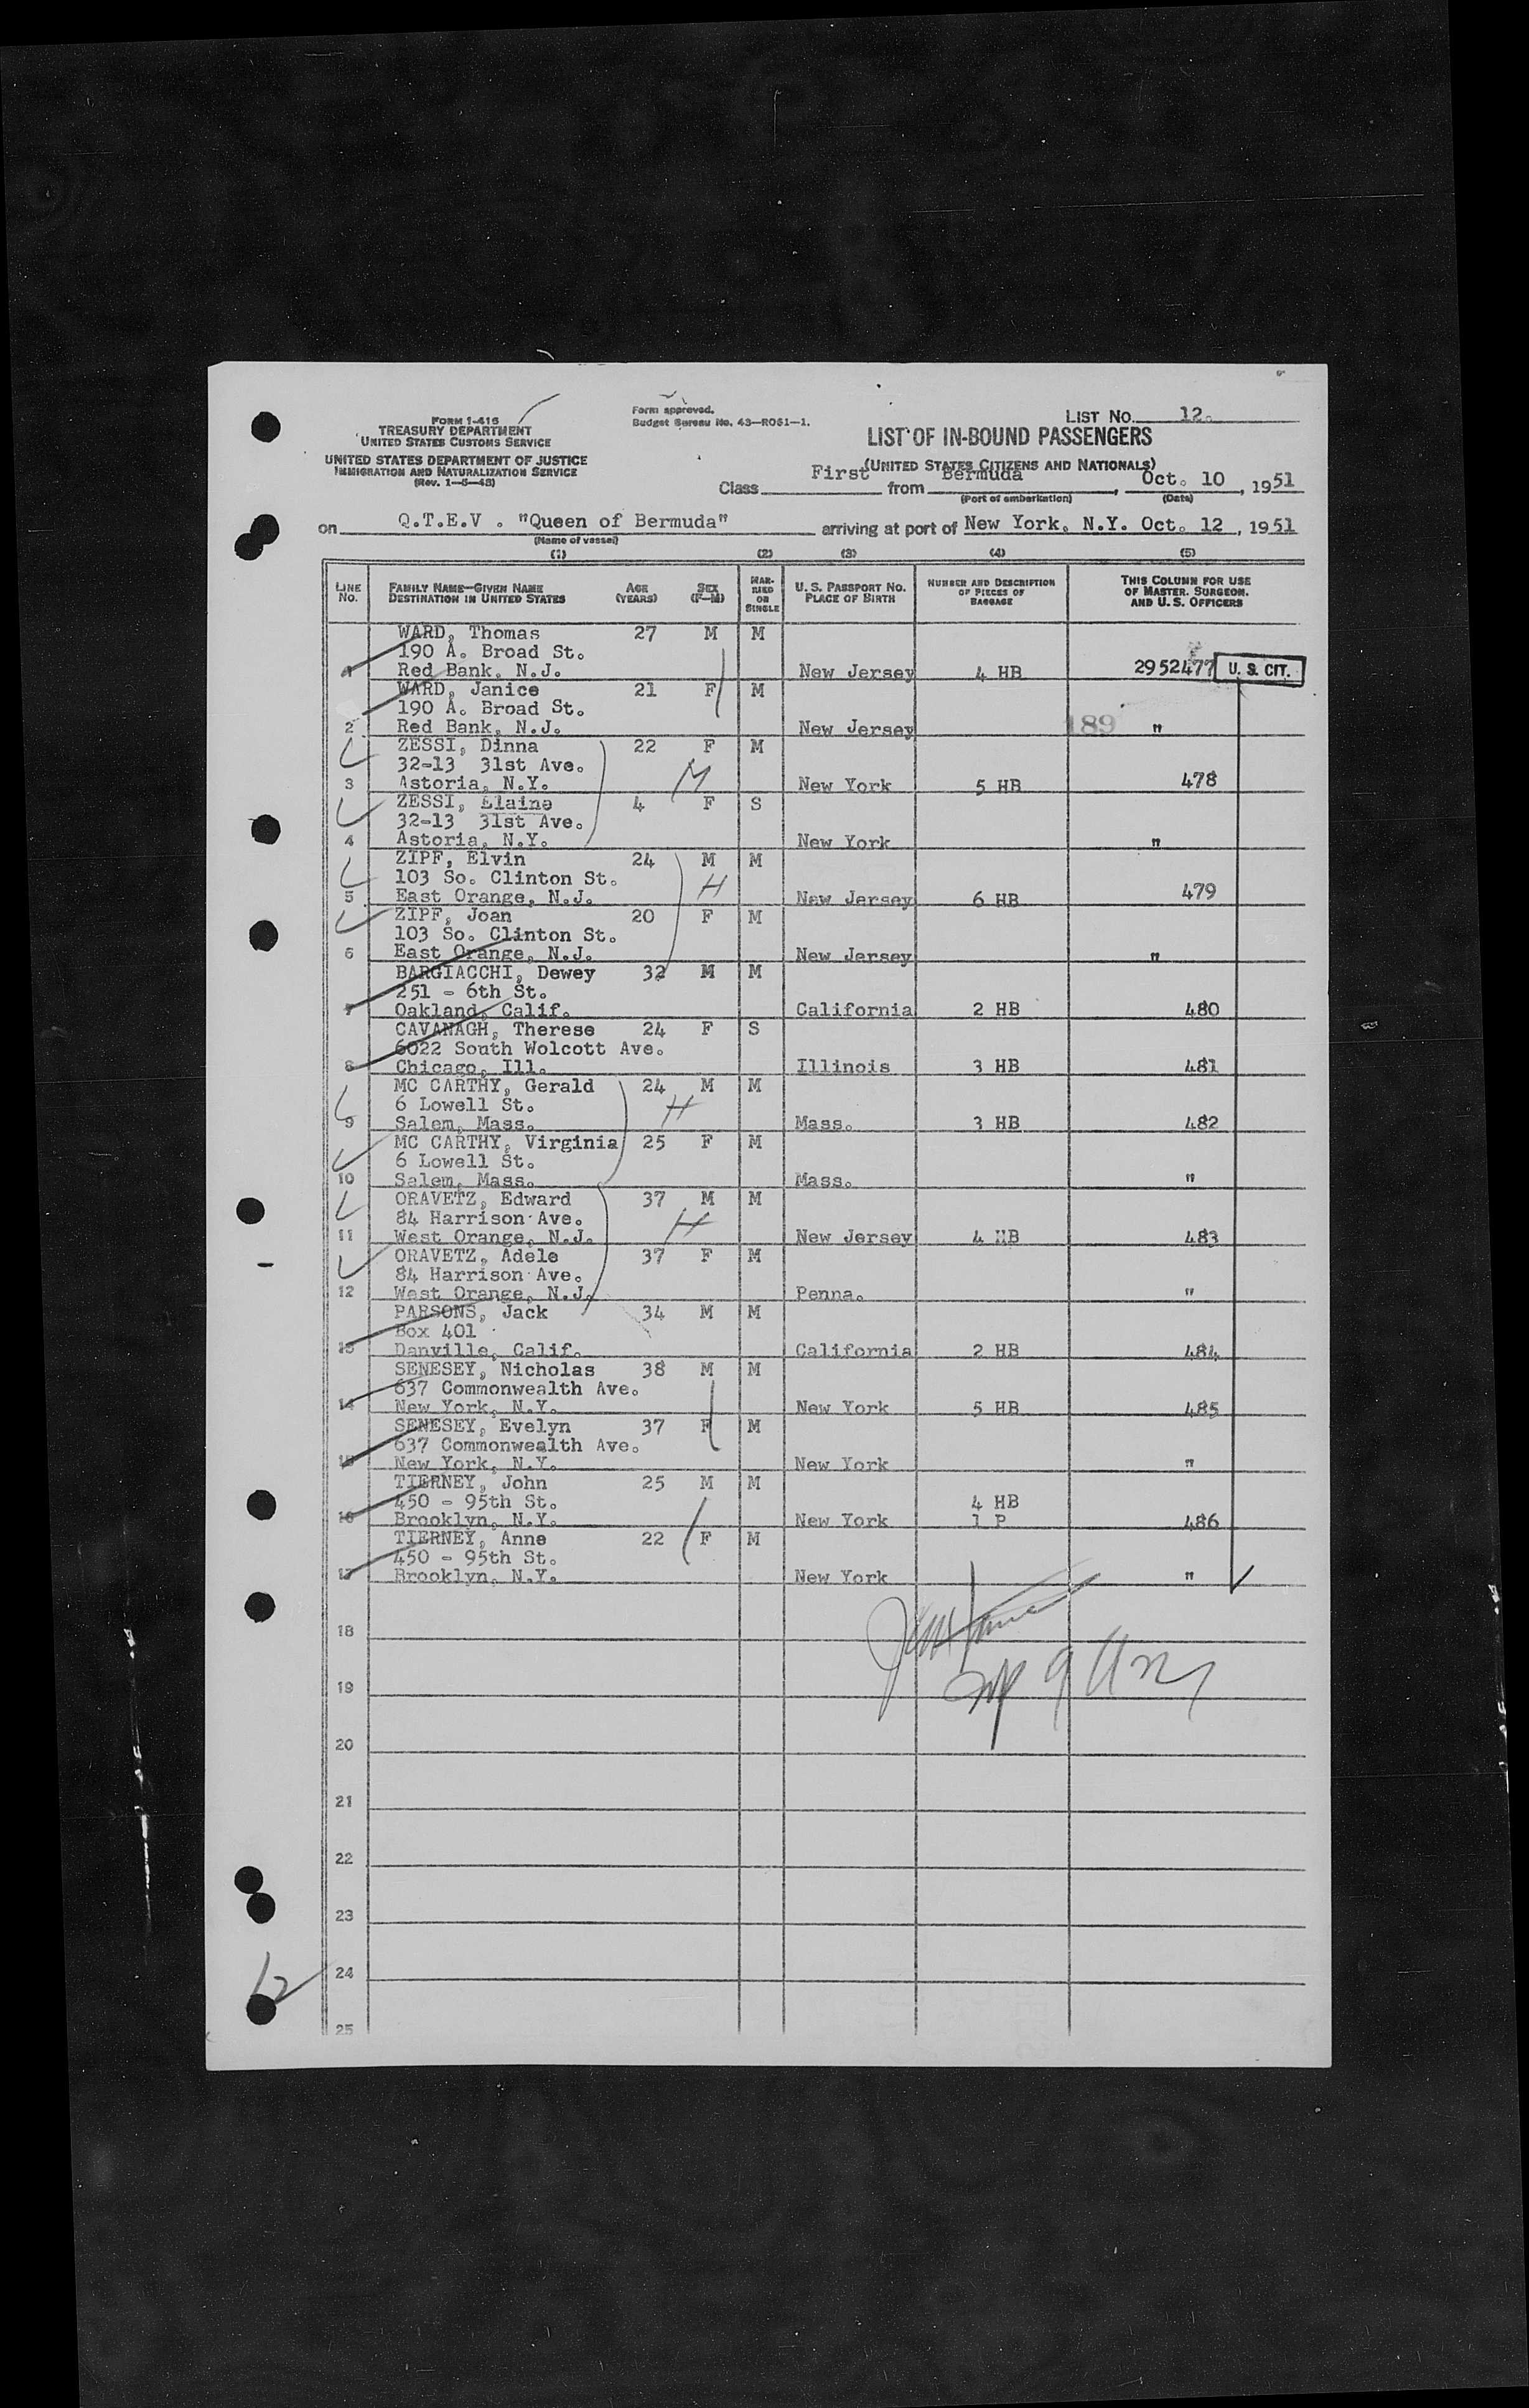 FORM I-415
TREASURY DEPARTMENT
UNITED STATES CUSTOMS SERVICE
UNITED STATES DEPARTMENT OF JUSTICE
IMMIGRATION AND NATURALIZATION SERVICE
(Rev. 1-5-48)
Form approved.
Budget Bureau No. 43-R061-1.
LIST NO. 12.
LIST OF IN-BOUND PASSENGERS
(UNITED STATES CITIZENS AND NATIONALS)
Class First from Bermuda, Oct. 10, 1951
(Port of embarkation) (Date)
on Q.T.E.V. "Queen of Bermuda" arriving at port of New York, N.Y. Oct. 12, 1951
(Name of vessel)
(1) (2) (3) (4) (5)
LINE No. FAMILY NAME—GIVEN NAME DESTINATION IN UNITED STATES AGE (YEARS) SEX (F—M) MARRIED OR SINGLE U. S. PASSPORT NO. PLACE OF BIRTH NUMBER AND DESCRIPTION OF PIECES OF BAGGAGE THIS COLUMN FOR USE OF MASTER, SURGEON, AND U. S. OFFICERS
WARD, Thomas 27 M M
190 A. Broad St.
1 Red Bank, N.J. New Jersey 4 HB 2952477 U. S. CIT.
WARD, Janice 21 F M
190 A. Broad St.
2 Red Bank, N.J. New Jersey 189 "
ZESSI, Dinna 22 F M
32-13 31st Ave. M
3 Astoria, N.Y. New York 5 HB 478
ZESSI, Elaine 4 F S
32-13 31st Ave.
4 Astoria, N.Y. New York "
ZIPF, Elvin 24 M M
103 So. Clinton St. H
5 East Orange, N.J. New Jersey 6 HB 479
ZIPF, Joan 20 F M
103 So. Clinton St.
6 East Orange, N.J. New Jersey "
BARGIACCHI, Dewey 32 M M
251 - 6th St.
7 Oakland, Calif. California 2 HB 480
CAVANAGH, Therese 24 F S
6022 South Wolcott Ave.
8 Chicago, Ill. Illinois 3 HB 481
MC CARTHY, Gerald 24 M M
6 Lowell St. H
9 Salem, Mass. Mass. 3 HB 482
MC CARTHY, Virginia 25 F M
6 Lowell St.
10 Salem, Mass. Mass. "
ORAVETZ, Edward 37 M M
84 Harrison Ave. H
11 West Orange, N.J. New Jersey 4 HB 483
ORAVETZ, Adele 37 F M
84 Harrison Ave.
12 West Orange, N.J. Penna. "
PARSONS, Jack 34 M M
Box 401
13 Danville, Calif. California 2 HB 484
SENESEY, Nicholas 38 M M
637 Commonwealth Ave.
14 New York, N.Y. New York 5 HB 485
SENESEY, Evelyn 37 F M
637 Commonwealth Ave.
15 New York, N.Y. New York "
TIERNEY, John 25 M M
450 - 95th St. 4 HB
16 Brooklyn, N.Y. New York 1 P 486
TIERNEY, Anne 22 F M
450 - 95th St.
17 Brooklyn, N.Y. New York "
18
19
20
21
22
23
24
12
25